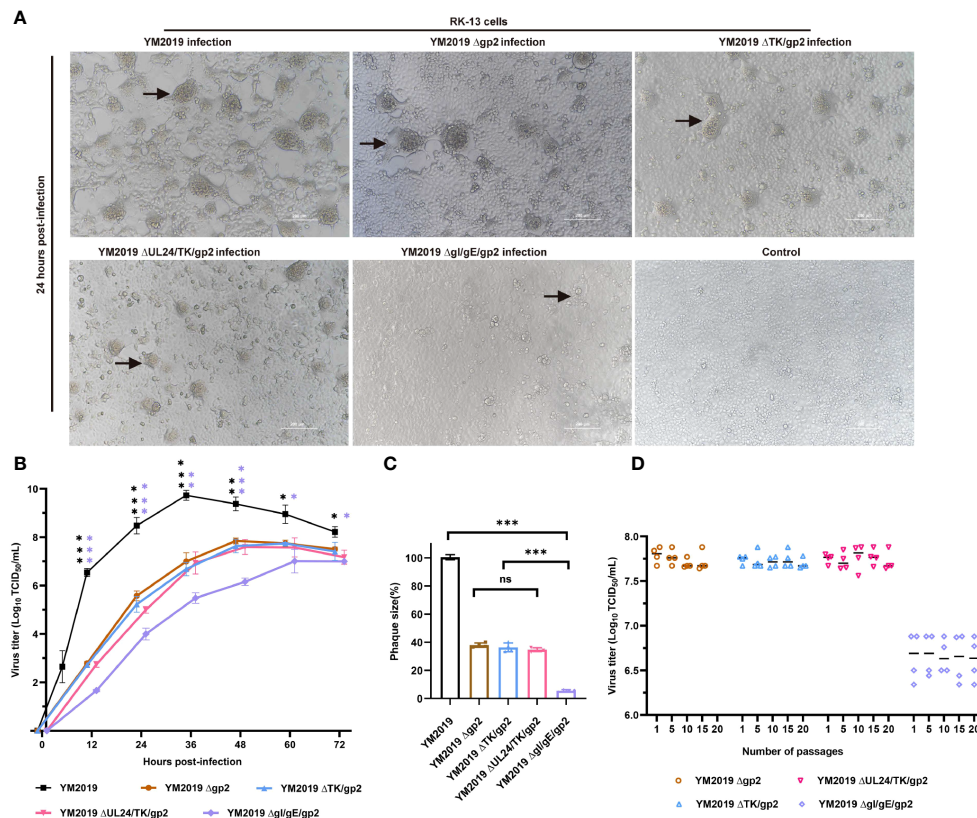 A
RK-13 cells
YM2019 infection
YM2019 Δgp2 infection
YM2019 ΔTK/gp2 infection
24 hours post-infection
YM2019 ΔUL24/TK/gp2 infection
YM2019 ΔgI/gE/gp2 infection
Control
B
Virus titer (Log10 TCID50/mL)
10
8
6
4
2
0 12 24 36 48 60 72
Hours post-infection
*** *** *** *** *** ** ** *** * * * *
YM2019
YM2019 Δgp2
YM2019 ΔTK/gp2
YM2019 ΔUL24/TK/gp2
YM2019 ΔgI/gE/gp2
C
Phaque size(%)
***
***
ns
100
80
60
40
20
0
YM2019
YM2019 Δgp2
YM2019 ΔTK/gp2
YM2019 ΔUL24/TK/gp2
YM2019 ΔgI/gE/gp2
D
Virus titer (Log10 TCID50/mL)
8.0
7.5
7.0
6.5
6.0
1 5 10 15 20 1 5 10 15 20 1 5 10 15 20 1 5 10 15 20
Number of passages
YM2019 Δgp2
YM2019 ΔUL24/TK/gp2
YM2019 ΔTK/gp2
YM2019 ΔgI/gE/gp2